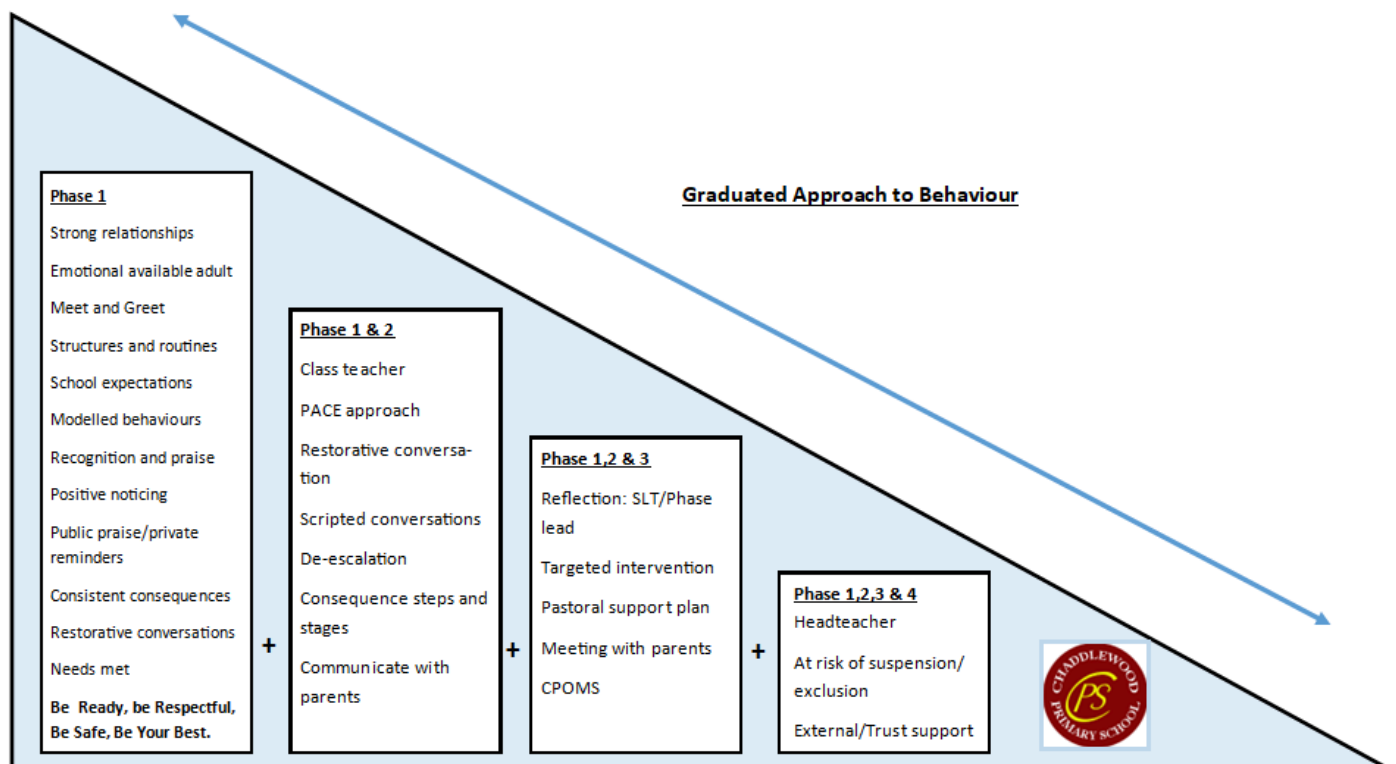 Graduated Approach to Behaviour
Phase 1
Strong relationships
Emotional available adult
Meet and Greet
Structures and routines
School expectations
Modelled behaviours
Recognition and praise
Positive noticing
Public praise/private
reminders
Consistent consequences
Restorative conversations
Needs met
Be Ready, be Respectful,
Be Safe, Be Your Best.
+
Phase 1 & 2
Class teacher
PACE approach
Restorative conversa-
tion
Scripted conversations
De-escalation
Consequence steps and
stages
Communicate with
parents
+
Phase 1,2 & 3
Reflection: SLT/Phase
lead
Targeted intervention
Pastoral support plan
Meeting with parents
CPOMS
+
Phase 1,2,3 & 4
Headteacher
At risk of suspension/
exclusion
External/Trust support
CHADDLEWOOD
CPS
PRIMARY SCHOOL